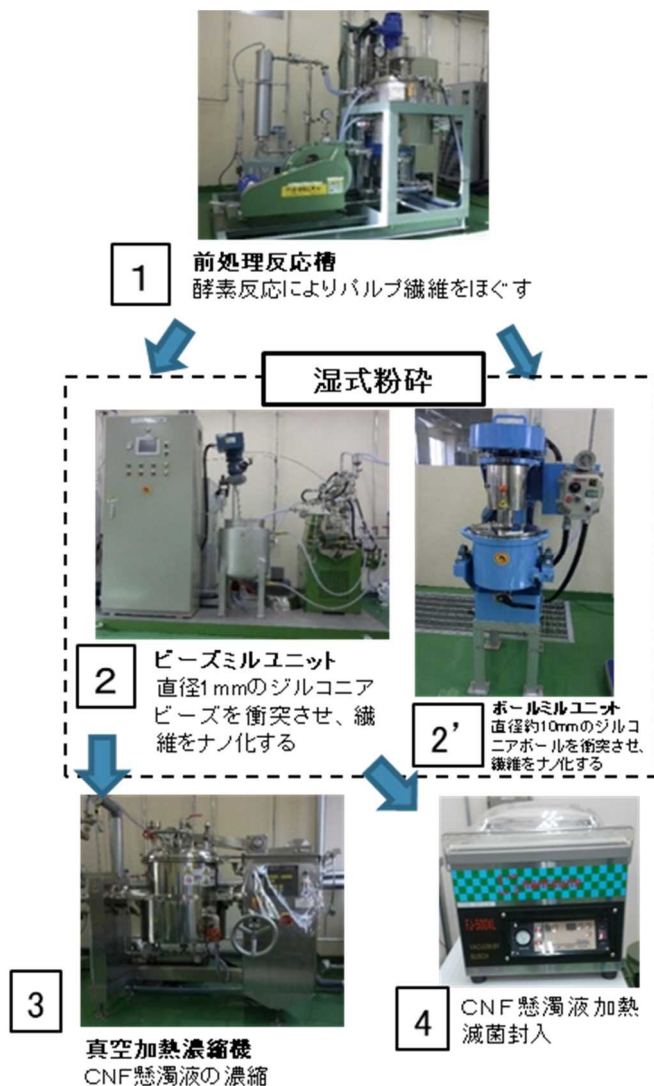 1
前処理反応槽
酵素反応によりパルプ繊維をほぐす
湿式粉砕
2
ビーズミルユニット
直径1mmのジルコニア
ビーズを衝突させ、繊
維をナノ化する
2'
ボールミルユニット
直径約10mmのジルコ
ニアボールを衝突させ、
繊維をナノ化する
3
真空加熱濃縮機
CNF懸濁液の濃縮
FJ-500XL
VACUUM BY
BUSCH
4
CNF懸濁液加熱
滅菌封入